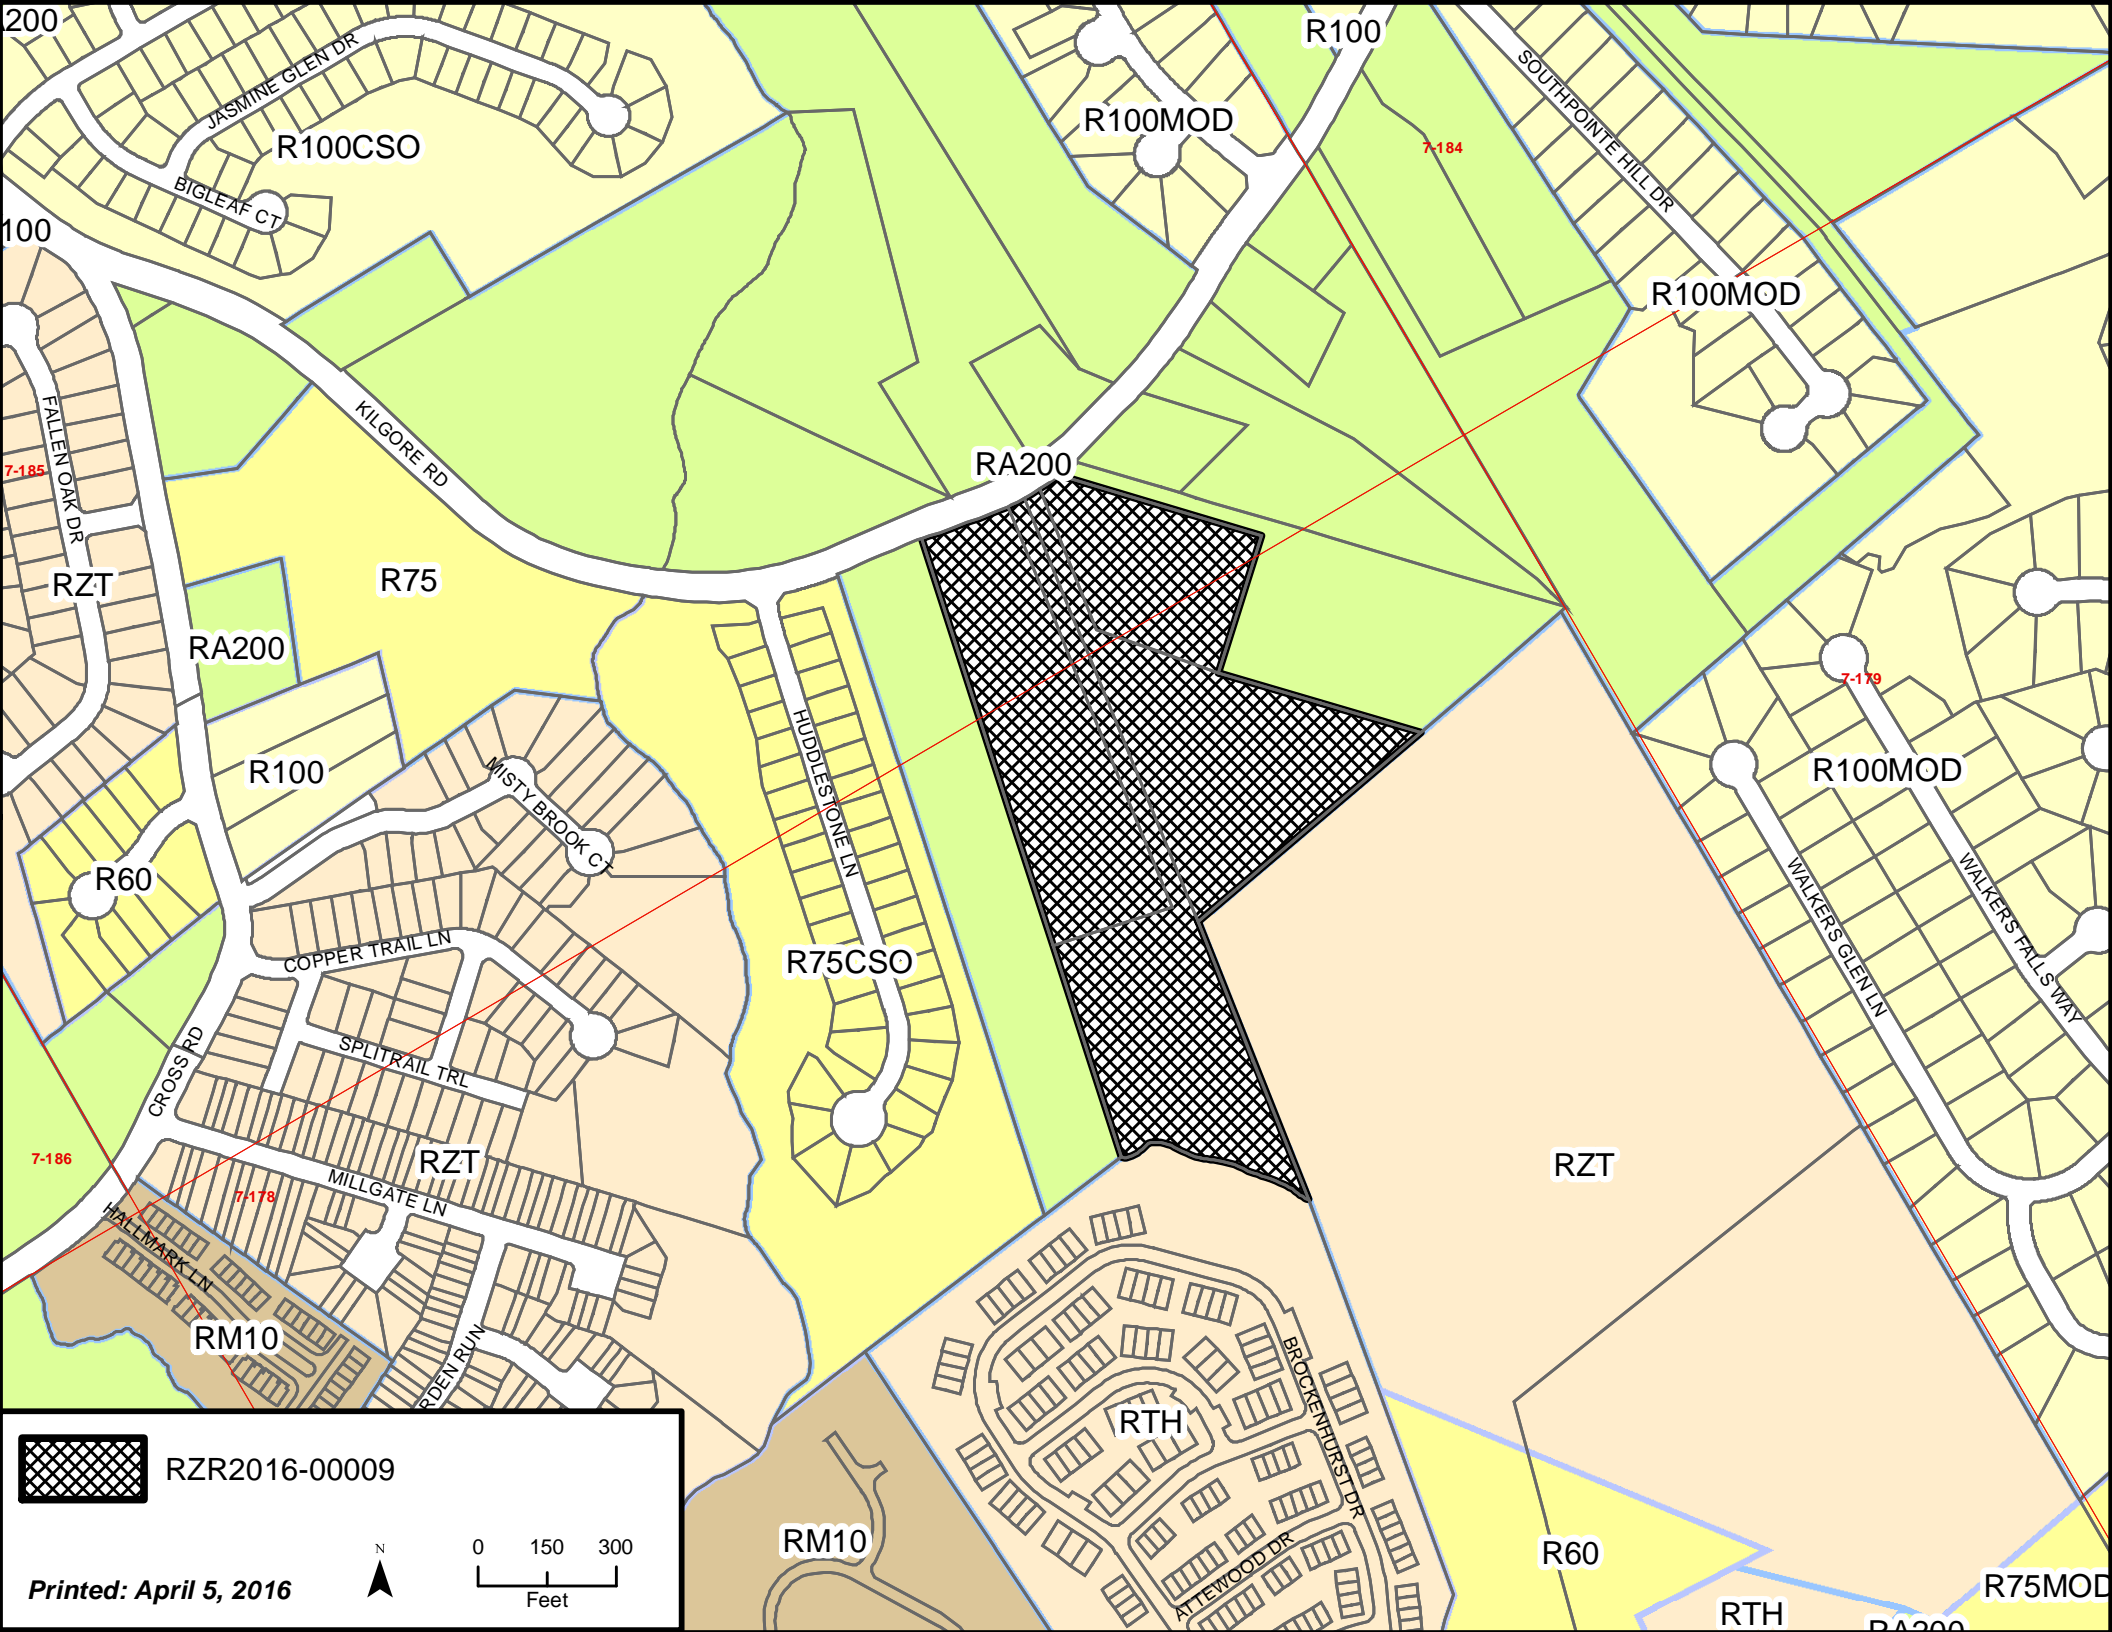 200
R100
JASMINE GLEN DR
SOUTHPOINTE HILL DR
R100MOD
R100CSO
7-184
BIGLEAF CT
100
R100MOD
FALLEN OAK DR
KILGORE RD
7-185
RA200
RZT
R75
RA200
7-179
HUDDLESTONE LN
R100
MISTY BROOK CT
R100MOD
R60
WALKERS GLEN LN
WALKERS FALLS WAY
COPPER TRAIL LN
R75CSO
CROSS RD
SPLITRAIL TRL
7-186
RZT
RZT
7-178
MILLGATE LN
HALLMARK LN
RM10
RDEN RUN
BROCKENHURST DR
RTH
RZR2016-00009
RM10
R60
ATTEWOOD DR
N
0 150 300
Feet
Printed: April 5, 2016
R75MOD
RTH
RA200